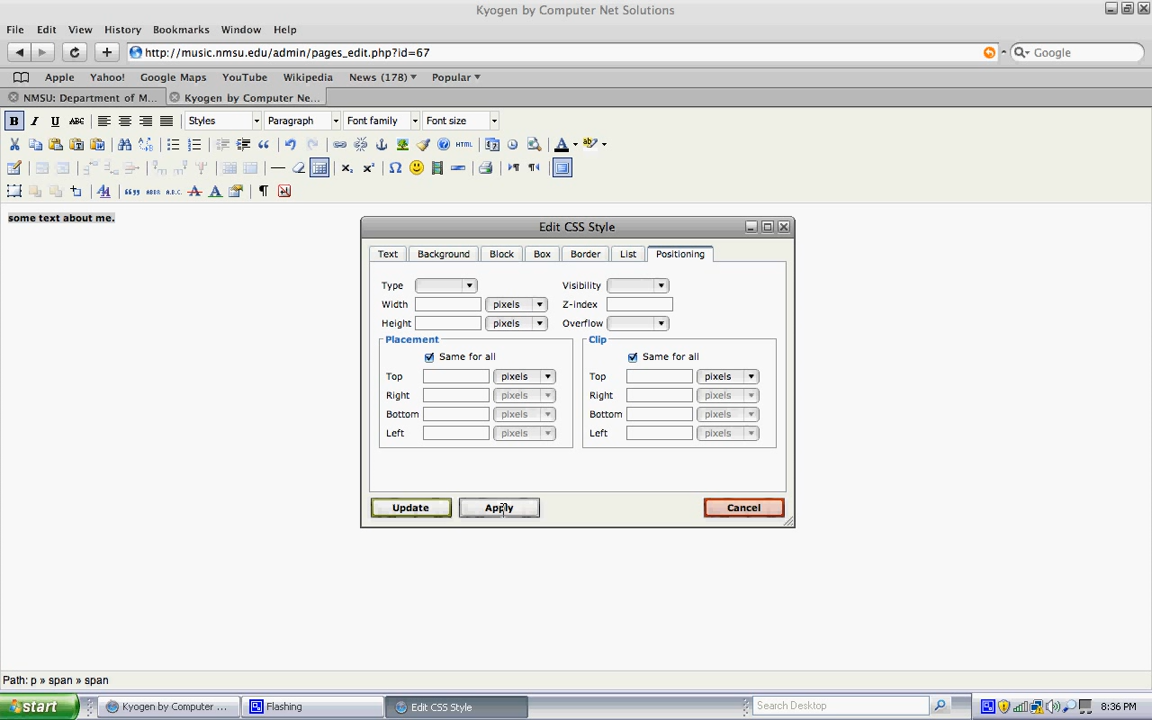 Kyogen by Computer Net Solutions
File Edit View History Bookmarks Window Help
http://music.nmsu.edu/admin/pages_edit.php?id=67
Google
Apple Yahoo! Google Maps YouTube Wikipedia News (178) Popular
NMSU: Department of M... Kyogen by Computer Ne...
B I U ABC Styles Paragraph Font family Font size
HTML
some text about me.
Edit CSS Style
Text Background Block Box Border List Positioning
Type Visibility
Width pixels Z-index
Height pixels Overflow
Placement Clip
Same for all Same for all
Top pixels Top pixels
Right pixels Right pixels
Bottom pixels Bottom pixels
Left pixels Left pixels
Update Apply Cancel
Path: p » span » span
start Kyogen by Computer ... Flashing Edit CSS Style Search Desktop 8:36 PM